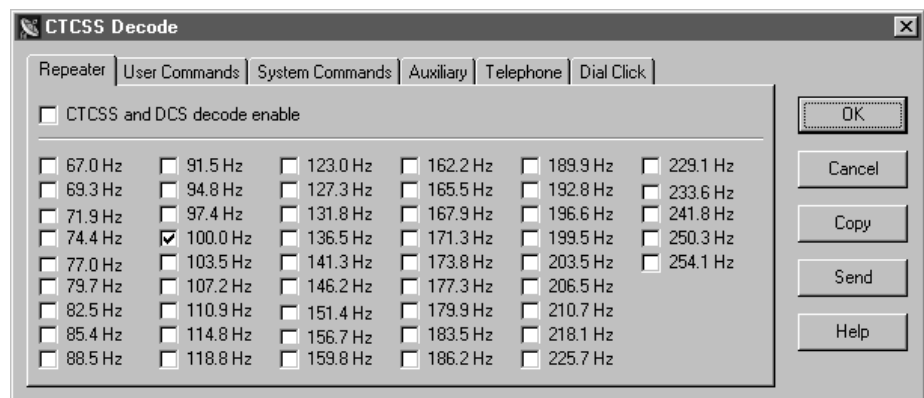 CTCSS Decode
Repeater User Commands System Commands Auxiliary Telephone Dial Click
CTCSS and DCS decode enable
67.0 Hz 91.5 Hz 123.0 Hz 162.2 Hz 189.9 Hz 229.1 Hz
69.3 Hz 94.8 Hz 127.3 Hz 165.5 Hz 192.8 Hz 233.6 Hz
71.9 Hz 97.4 Hz 131.8 Hz 167.9 Hz 196.6 Hz 241.8 Hz
74.4 Hz 100.0 Hz 136.5 Hz 171.3 Hz 199.5 Hz 250.3 Hz
77.0 Hz 103.5 Hz 141.3 Hz 173.8 Hz 203.5 Hz 254.1 Hz
79.7 Hz 107.2 Hz 146.2 Hz 177.3 Hz 206.5 Hz
82.5 Hz 110.9 Hz 151.4 Hz 179.9 Hz 210.7 Hz
85.4 Hz 114.8 Hz 156.7 Hz 183.5 Hz 218.1 Hz
88.5 Hz 118.8 Hz 159.8 Hz 186.2 Hz 225.7 Hz
OK
Cancel
Copy
Send
Help